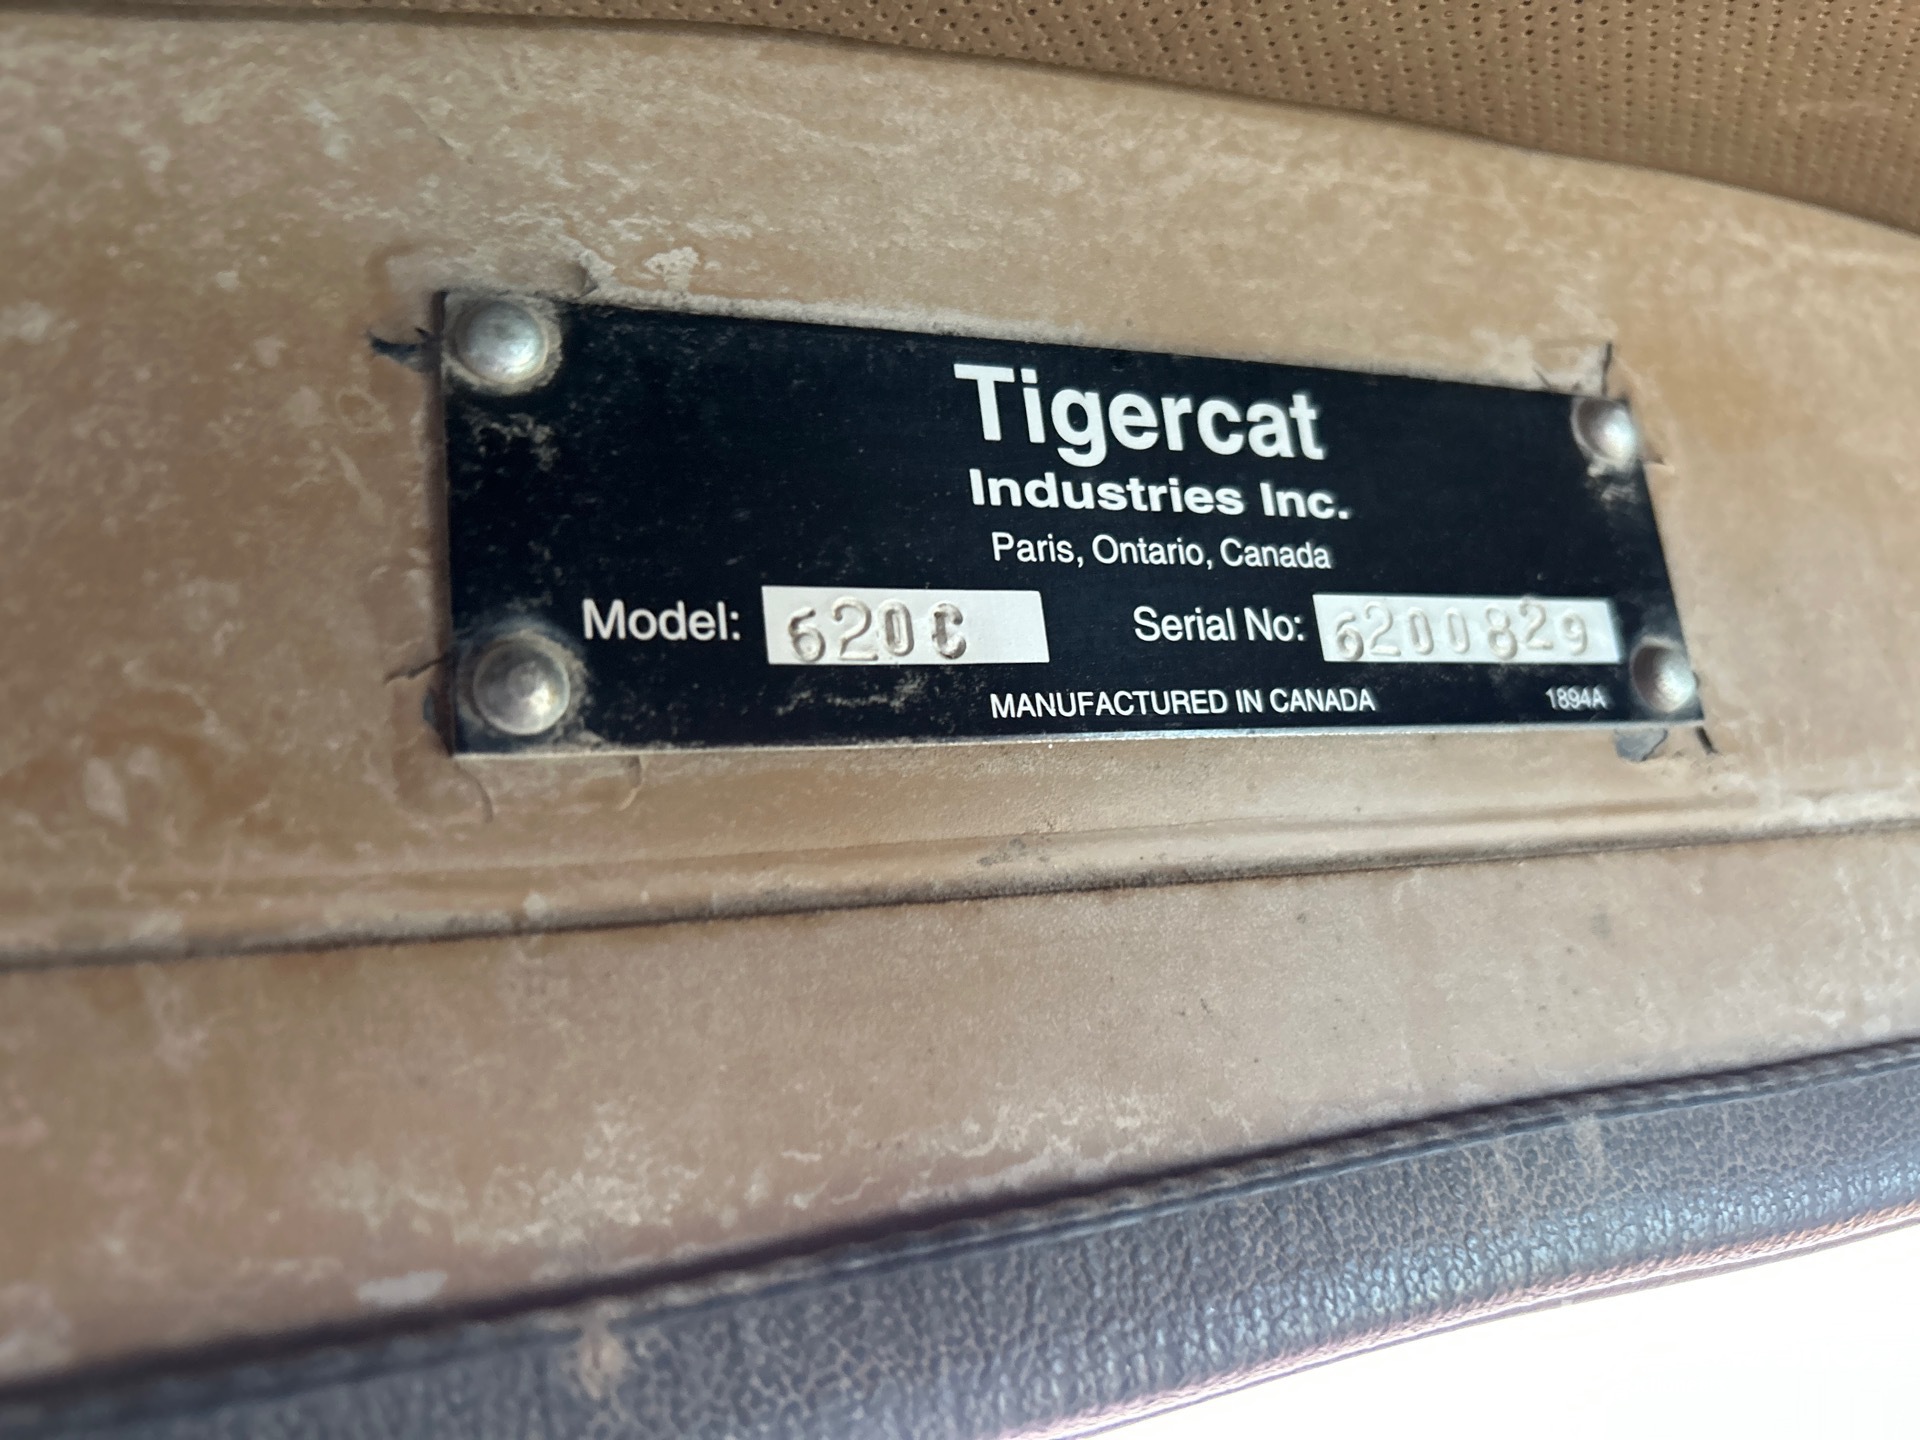 Tigercat
Industries Inc.
Paris, Ontario, Canada
Model: 620C Serial No: 6200829
MANUFACTURED IN CANADA 1894A